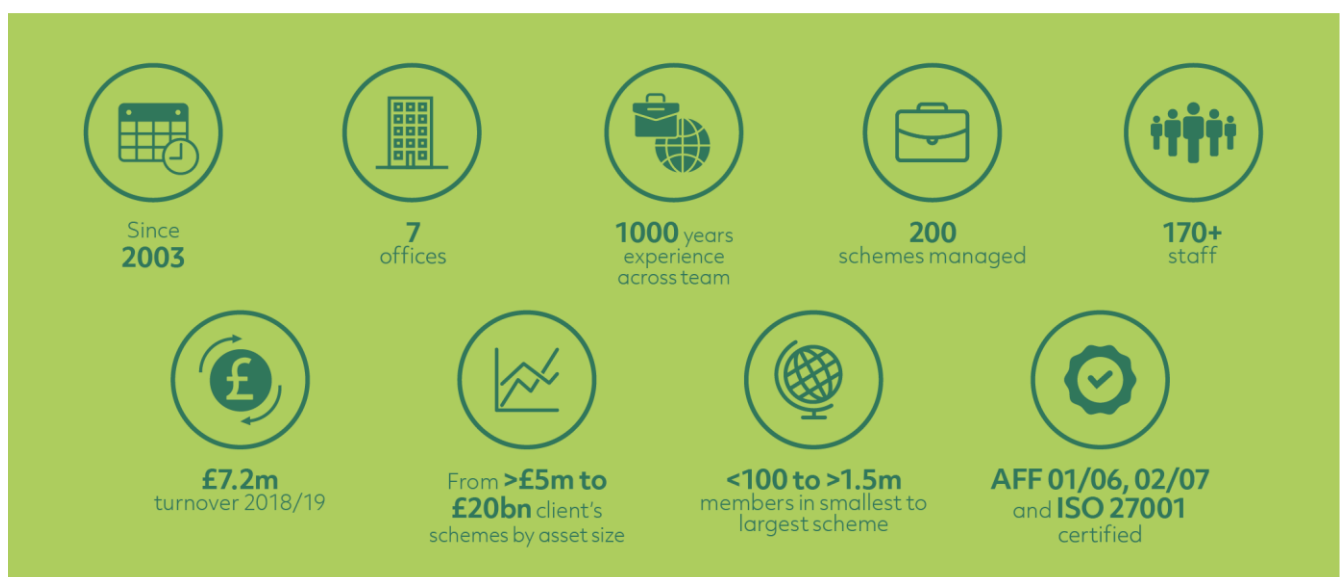 Since
2003
7
offices
1000 years
experience
across team
200
schemes managed
170+
staff
£
£7.2m
turnover 2018/19
From >£5m to
£20bn client's
schemes by asset size
<100 to >1.5m
members in smallest to
largest scheme
AFF 01/06, 02/07
and ISO 27001
certified